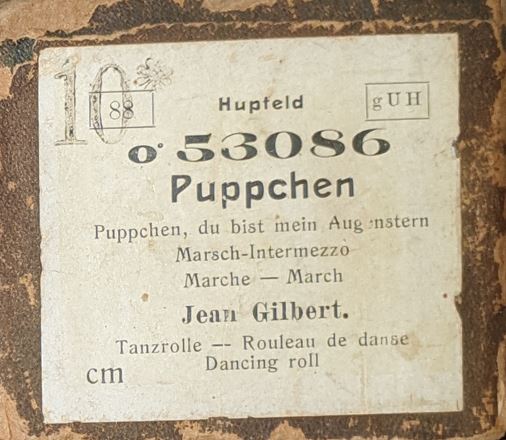 10
88
Hupfeld
gUH
o° 53086
Puppchen
Puppchen, du bist mein Aug nstern
Marsch-Intermezzo
Marche — March
Jean Gilbert.
Tanzrolle -- Rouleau de danse
Dancing roll
cm